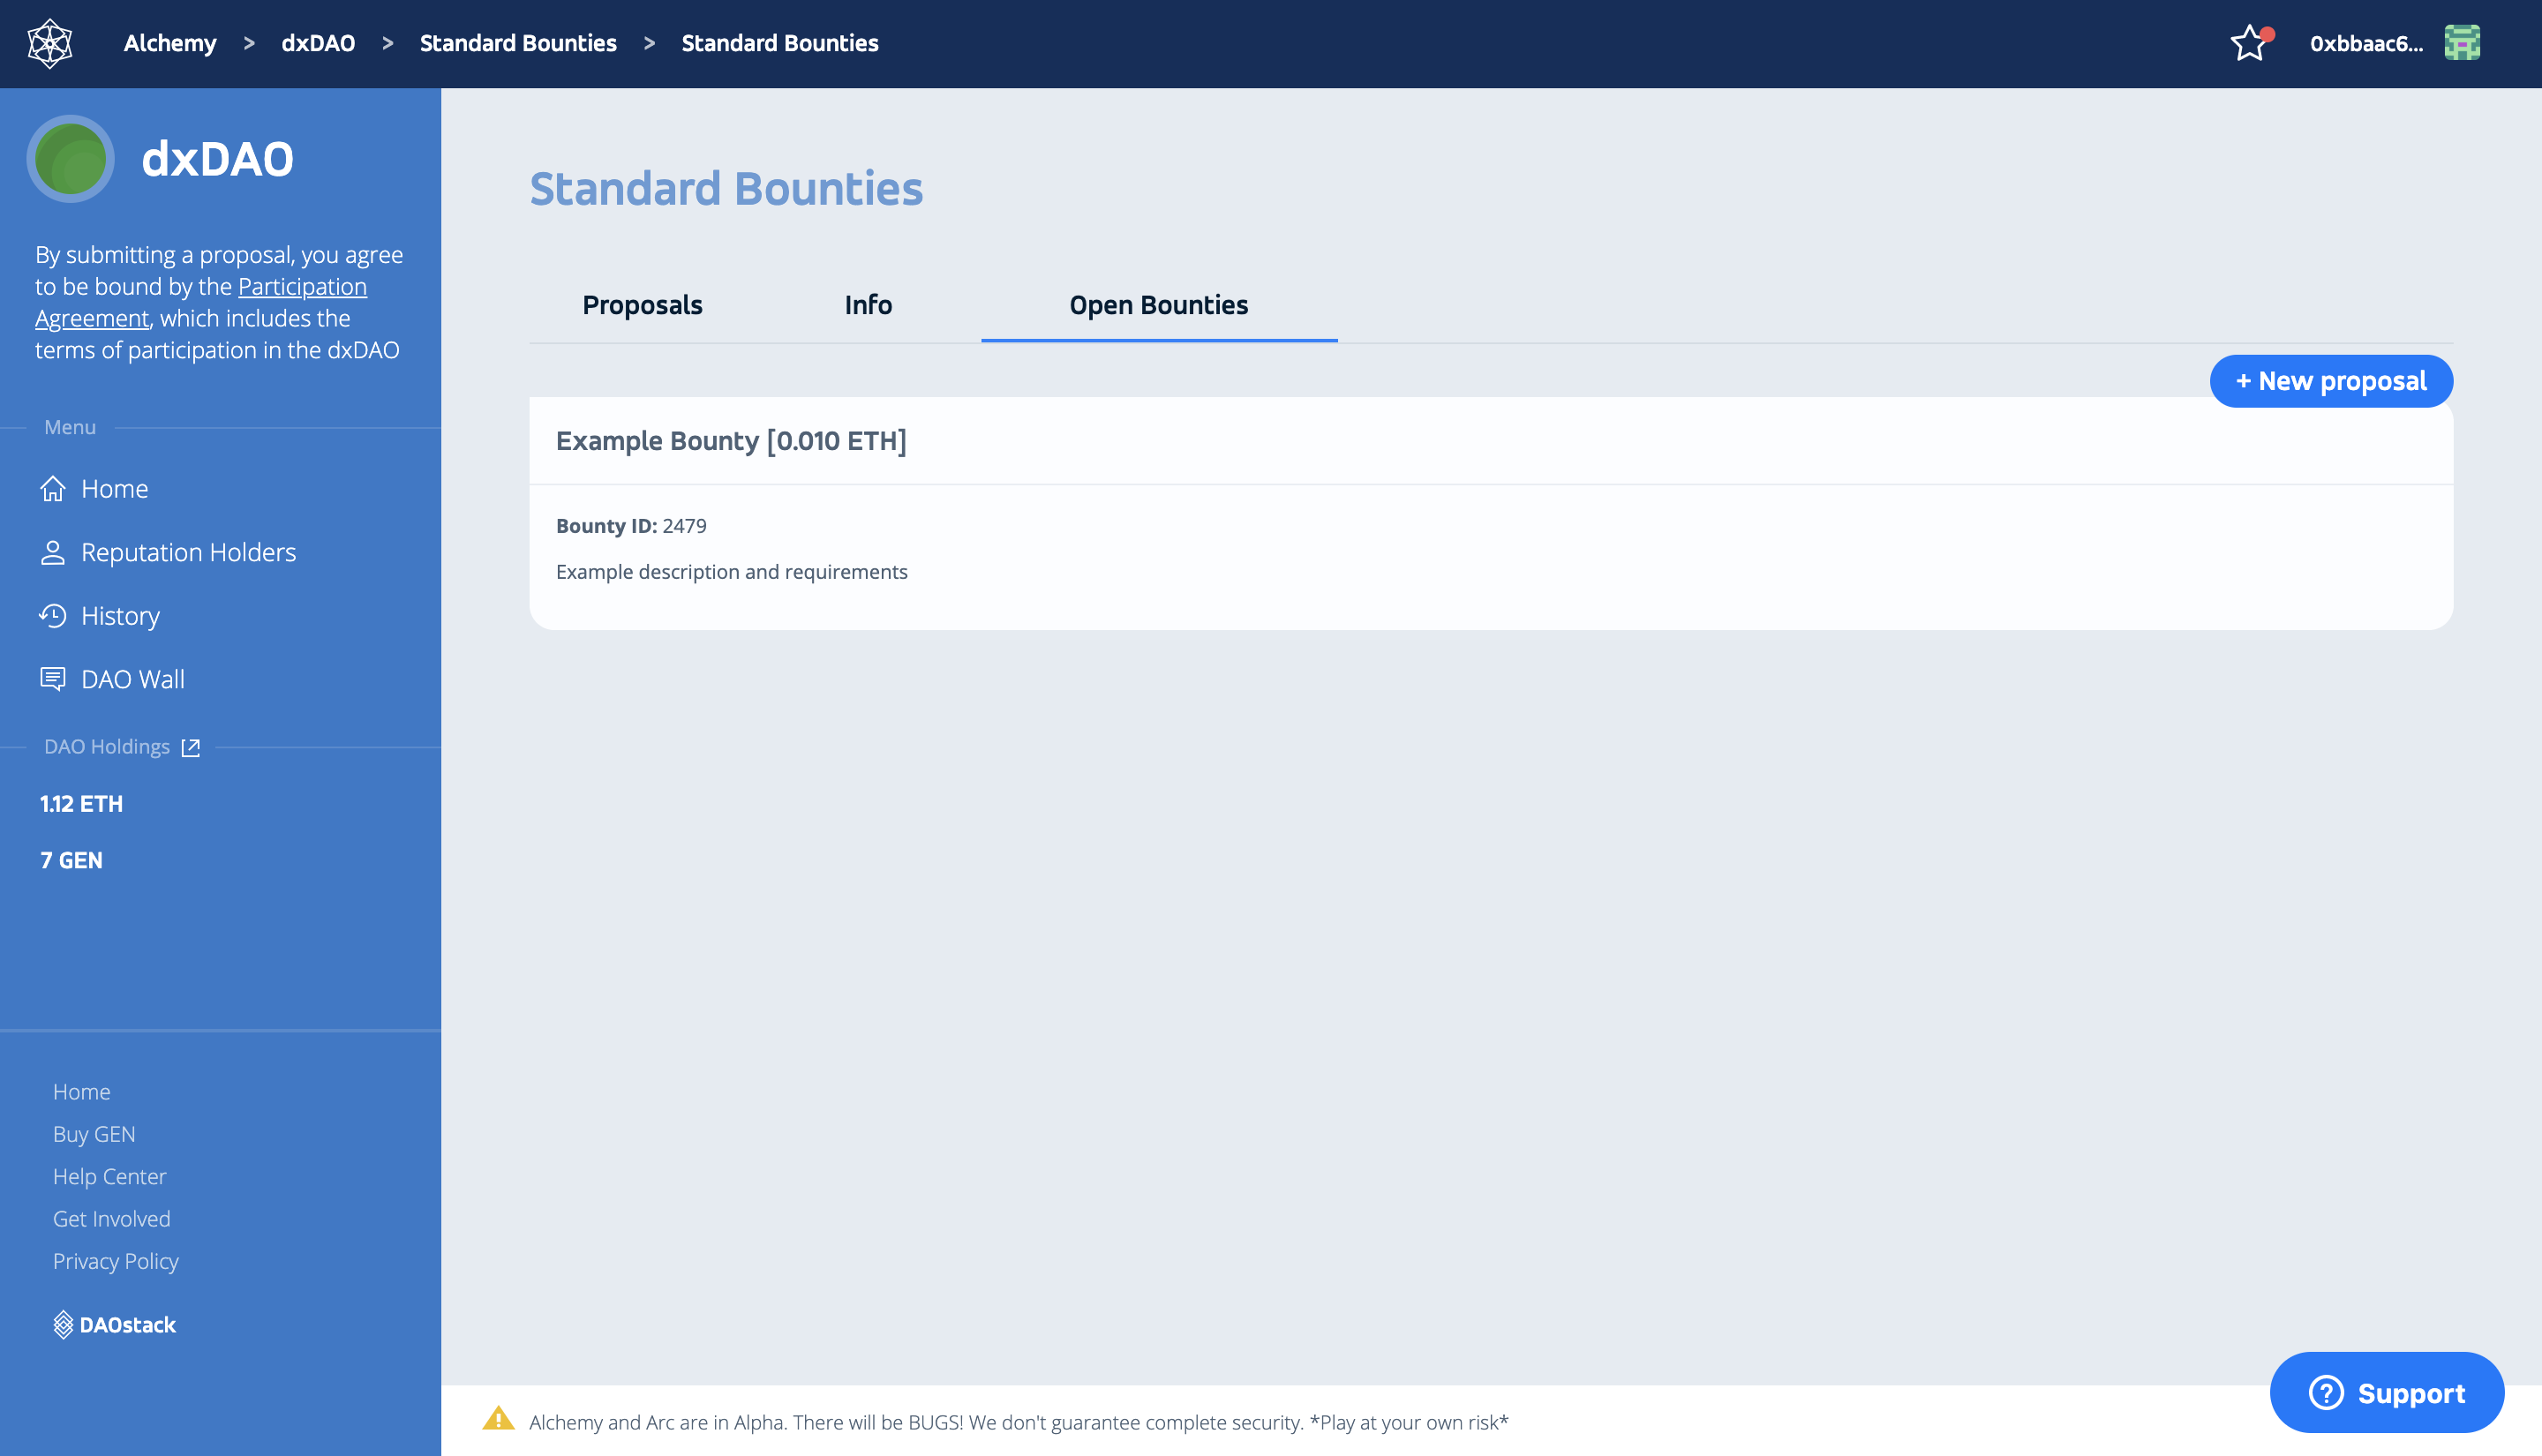 Alchemy > dxDAO > Standard Bounties > Standard Bounties
0xbbaac6...
dxDAO
By submitting a proposal, you agree
to be bound by the Participation
Agreement, which includes the
terms of participation in the dxDAO
Menu
Home
Reputation Holders
History
DAO Wall
DAO Holdings
1.12 ETH
7 GEN
Home
Buy GEN
Help Center
Get Involved
Privacy Policy
DAOstack
Standard Bounties
Proposals
Info
Open Bounties
+ New proposal
Example Bounty [0.010 ETH]
Bounty ID: 2479
Example description and requirements
Alchemy and Arc are in Alpha. There will be BUGS! We don't guarantee complete security. *Play at your own risk*
Support